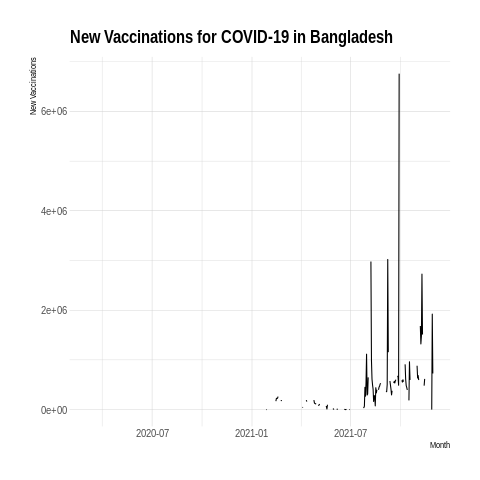 New Vaccinations for COVID-19 in Bangladesh
New Vaccinations
6e+06
4e+06
2e+06
0e+00
2020-07
2021-01
2021-07
Month